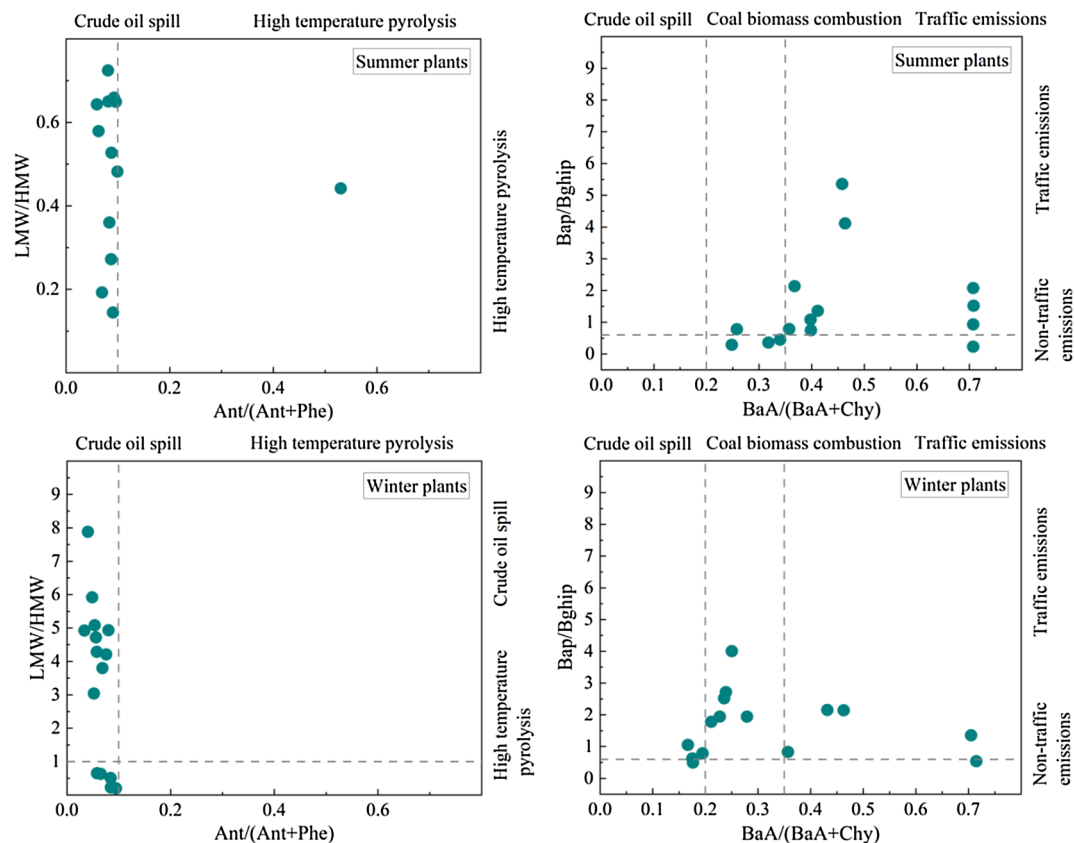 Crude oil spill High temperature pyrolysis
Summer plants
LMW/HMW
0.6
0.4
0.2
0.0 0.2 0.4 0.6
Ant/(Ant+Phe)
High temperature pyrolysis
Crude oil spill Coal biomass combustion Traffic emissions
Summer plants
Bap/Bghip
9
8
7
6
5
4
3
2
1
0
0.0 0.1 0.2 0.3 0.4 0.5 0.6 0.7
BaA/(BaA+Chy)
Traffic emissions
Non-traffic
emissions
Crude oil spill High temperature pyrolysis
Winter plants
LMW/HMW
9
8
7
6
5
4
3
2
1
0.0 0.2 0.4 0.6
Ant/(Ant+Phe)
Crude oil spill
High temperature
pyrolysis
Crude oil spill Coal biomass combustion Traffic emissions
Winter plants
Bap/Bghip
9
8
7
6
5
4
3
2
1
0
0.0 0.1 0.2 0.3 0.4 0.5 0.6 0.7
BaA/(BaA+Chy)
Traffic emissions
Non-traffic
emissions